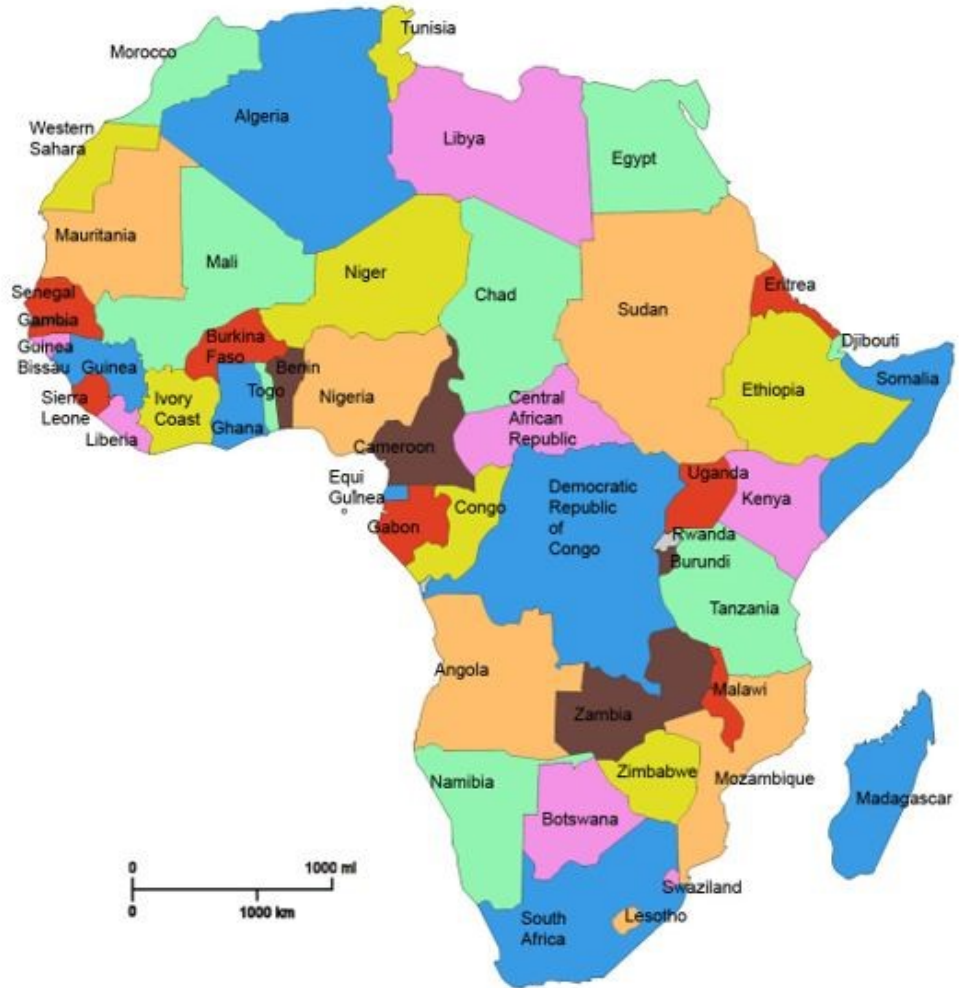 Tunisia
Morocco
Algeria
Western
Sahara
Libya
Egypt
Mauritania
Mali
Niger
Chad
Sudan
Eritrea
Senegal
Gambia
Guinea
Bissau
Guinea
Burkina
Faso
Benin
Togo
Djibouti
Somalia
Ethiopia
Sierra
Leone
Ivory
Coast
Ghana
Nigeria
Central
African
Republic
Liberia
Cameroon
Equi
Guinea
Gabon
Congo
Democratic
Republic
of
Congo
Uganda
Kenya
Rwanda
Burundi
Tanzania
Angola
Zambia
Malawi
Mozambique
Madagascar
Namibia
Zimbabwe
Botswana
Swaziland
Lesotho
South
Africa
0 1000 mi
0 1000 km